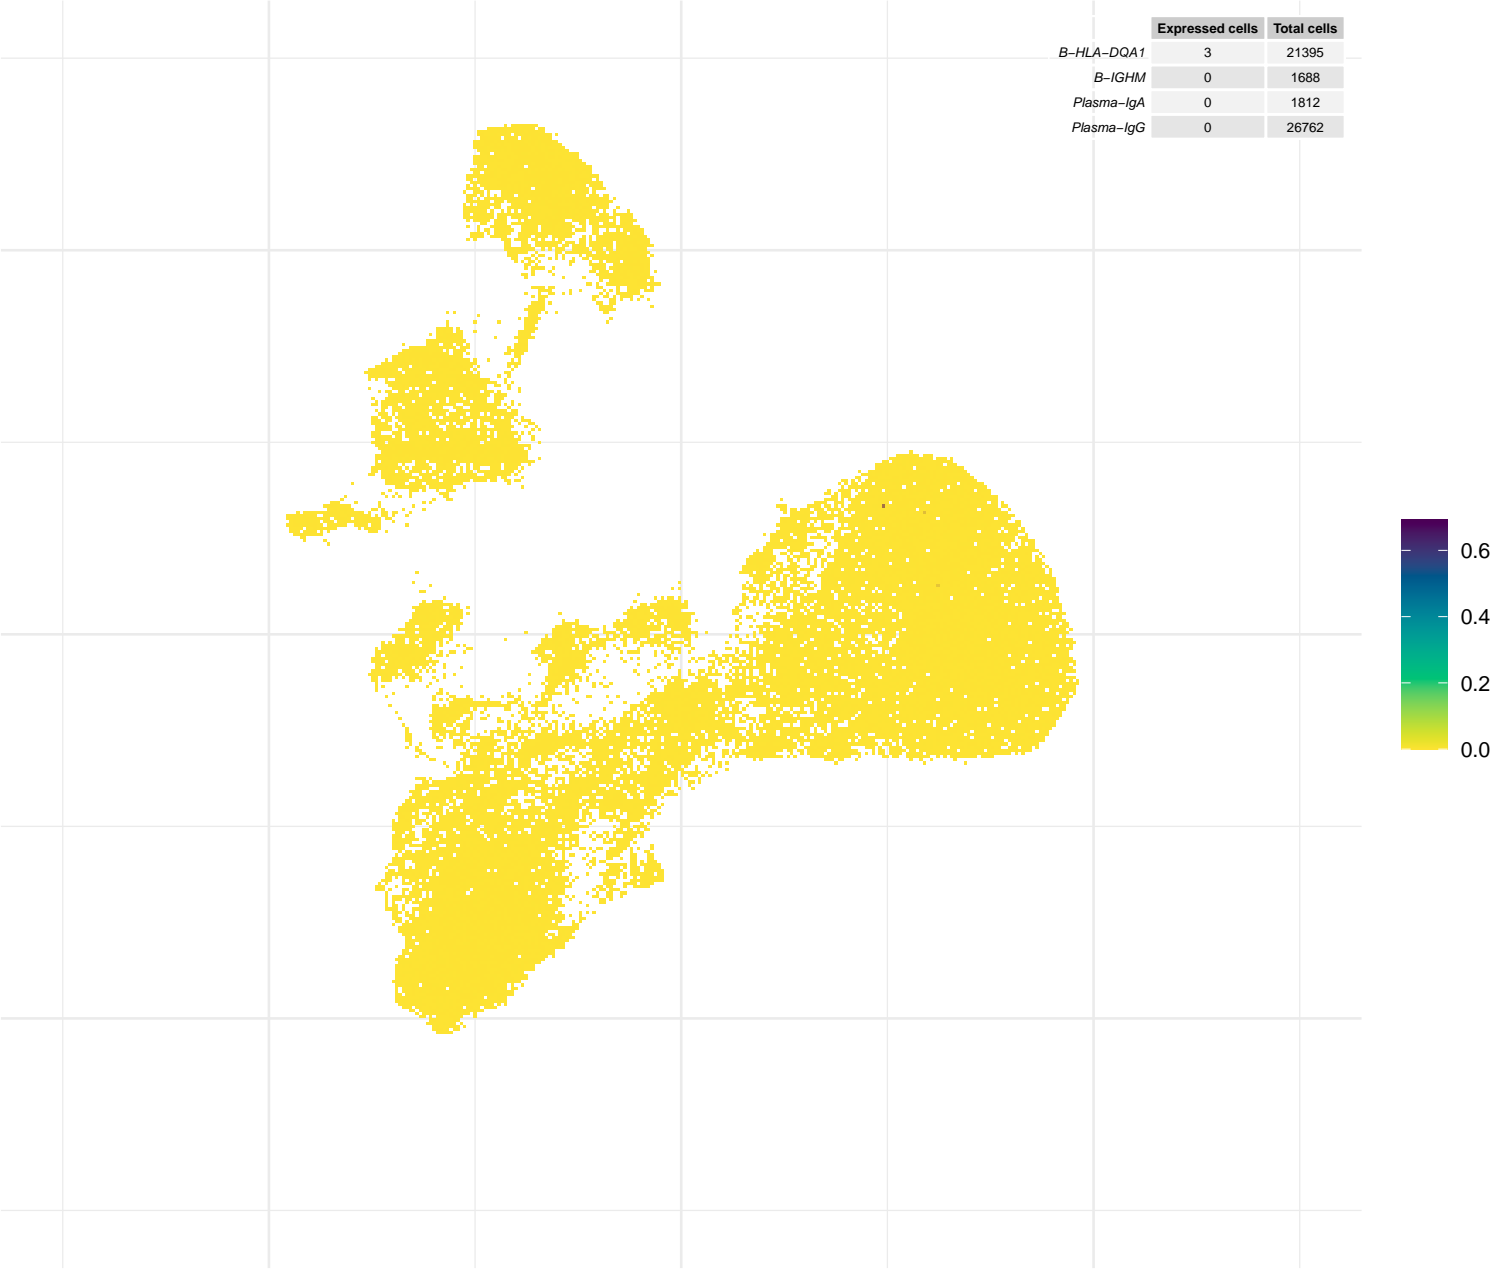 Expressed cells Total cells
B−HLA−DQA1 3 21395
B−IGHM 0 1688
Plasma−IgA 0 1812
Plasma−IgG 0 26762
0.6
0.4
0.2
0.0